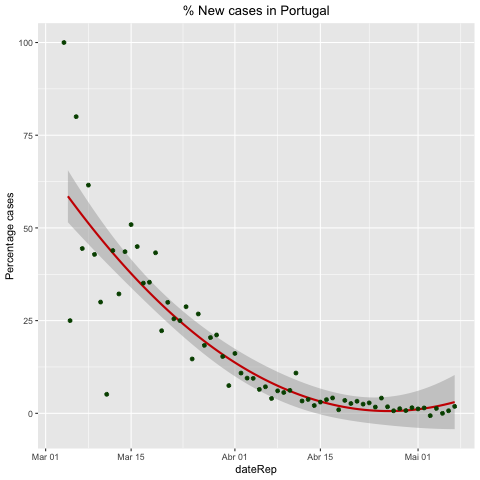 % New cases in Portugal
Percentage cases
100
75
50
25
0
Mar 01
Mar 15
Abr 01
Abr 15
Mai 01
dateRep